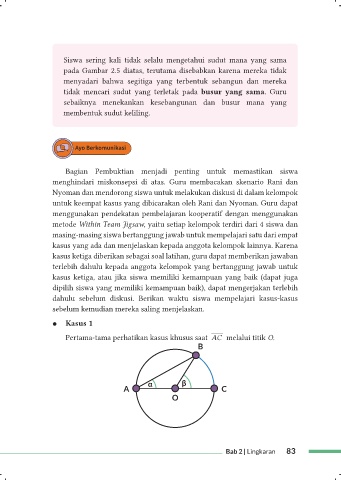 Siswa sering kali tidak selalu mengetahui sudut mana yang sama
pada Gambar 2.5 diatas, terutama disebabkan karena mereka tidak
menyadari bahwa segitiga yang terbentuk sebangun dan mereka
tidak mencari sudut yang terletak pada busur yang sama. Guru
sebaiknya menekankan kesebangunan dan busur mana yang
membentuk sudut keliling.
Ayo Berkomunikasi
Bagian Pembuktian menjadi penting untuk memastikan siswa
menghindari miskonsepsi di atas. Guru membacakan skenario Rani dan
Nyoman dan mendorong siswa untuk melakukan diskusi di dalam kelompok
untuk keempat kasus yang dibicarakan oleh Rani dan Nyoman. Guru dapat
menggunakan pendekatan pembelajaran kooperatif dengan menggunakan
metode Within Team Jigsaw, yaitu setiap kelompok terdiri dari 4 siswa dan
masing-masing siswa bertanggung jawab untuk mempelajari satu dari empat
kasus yang ada dan menjelaskan kepada anggota kelompok lainnya. Karena
kasus ketiga diberikan sebagai soal latihan, guru dapat memberikan jawaban
terlebih dahulu kepada anggota kelompok yang bertanggung jawab untuk
kasus ketiga, atau jika siswa memiliki kemampuan yang baik (dapat juga
dipilih siswa yang memiliki kemampuan baik), dapat mengerjakan terlebih
dahulu sebelum diskusi. Berikan waktu siswa mempelajari kasus-kasus
sebelum kemudian mereka saling menjelaskan.
● Kasus 1
Pertama-tama perhatikan kasus khusus saat A̅C̅ melalui titik O.
B
A α β C
O
Bab 2 | Lingkaran 83